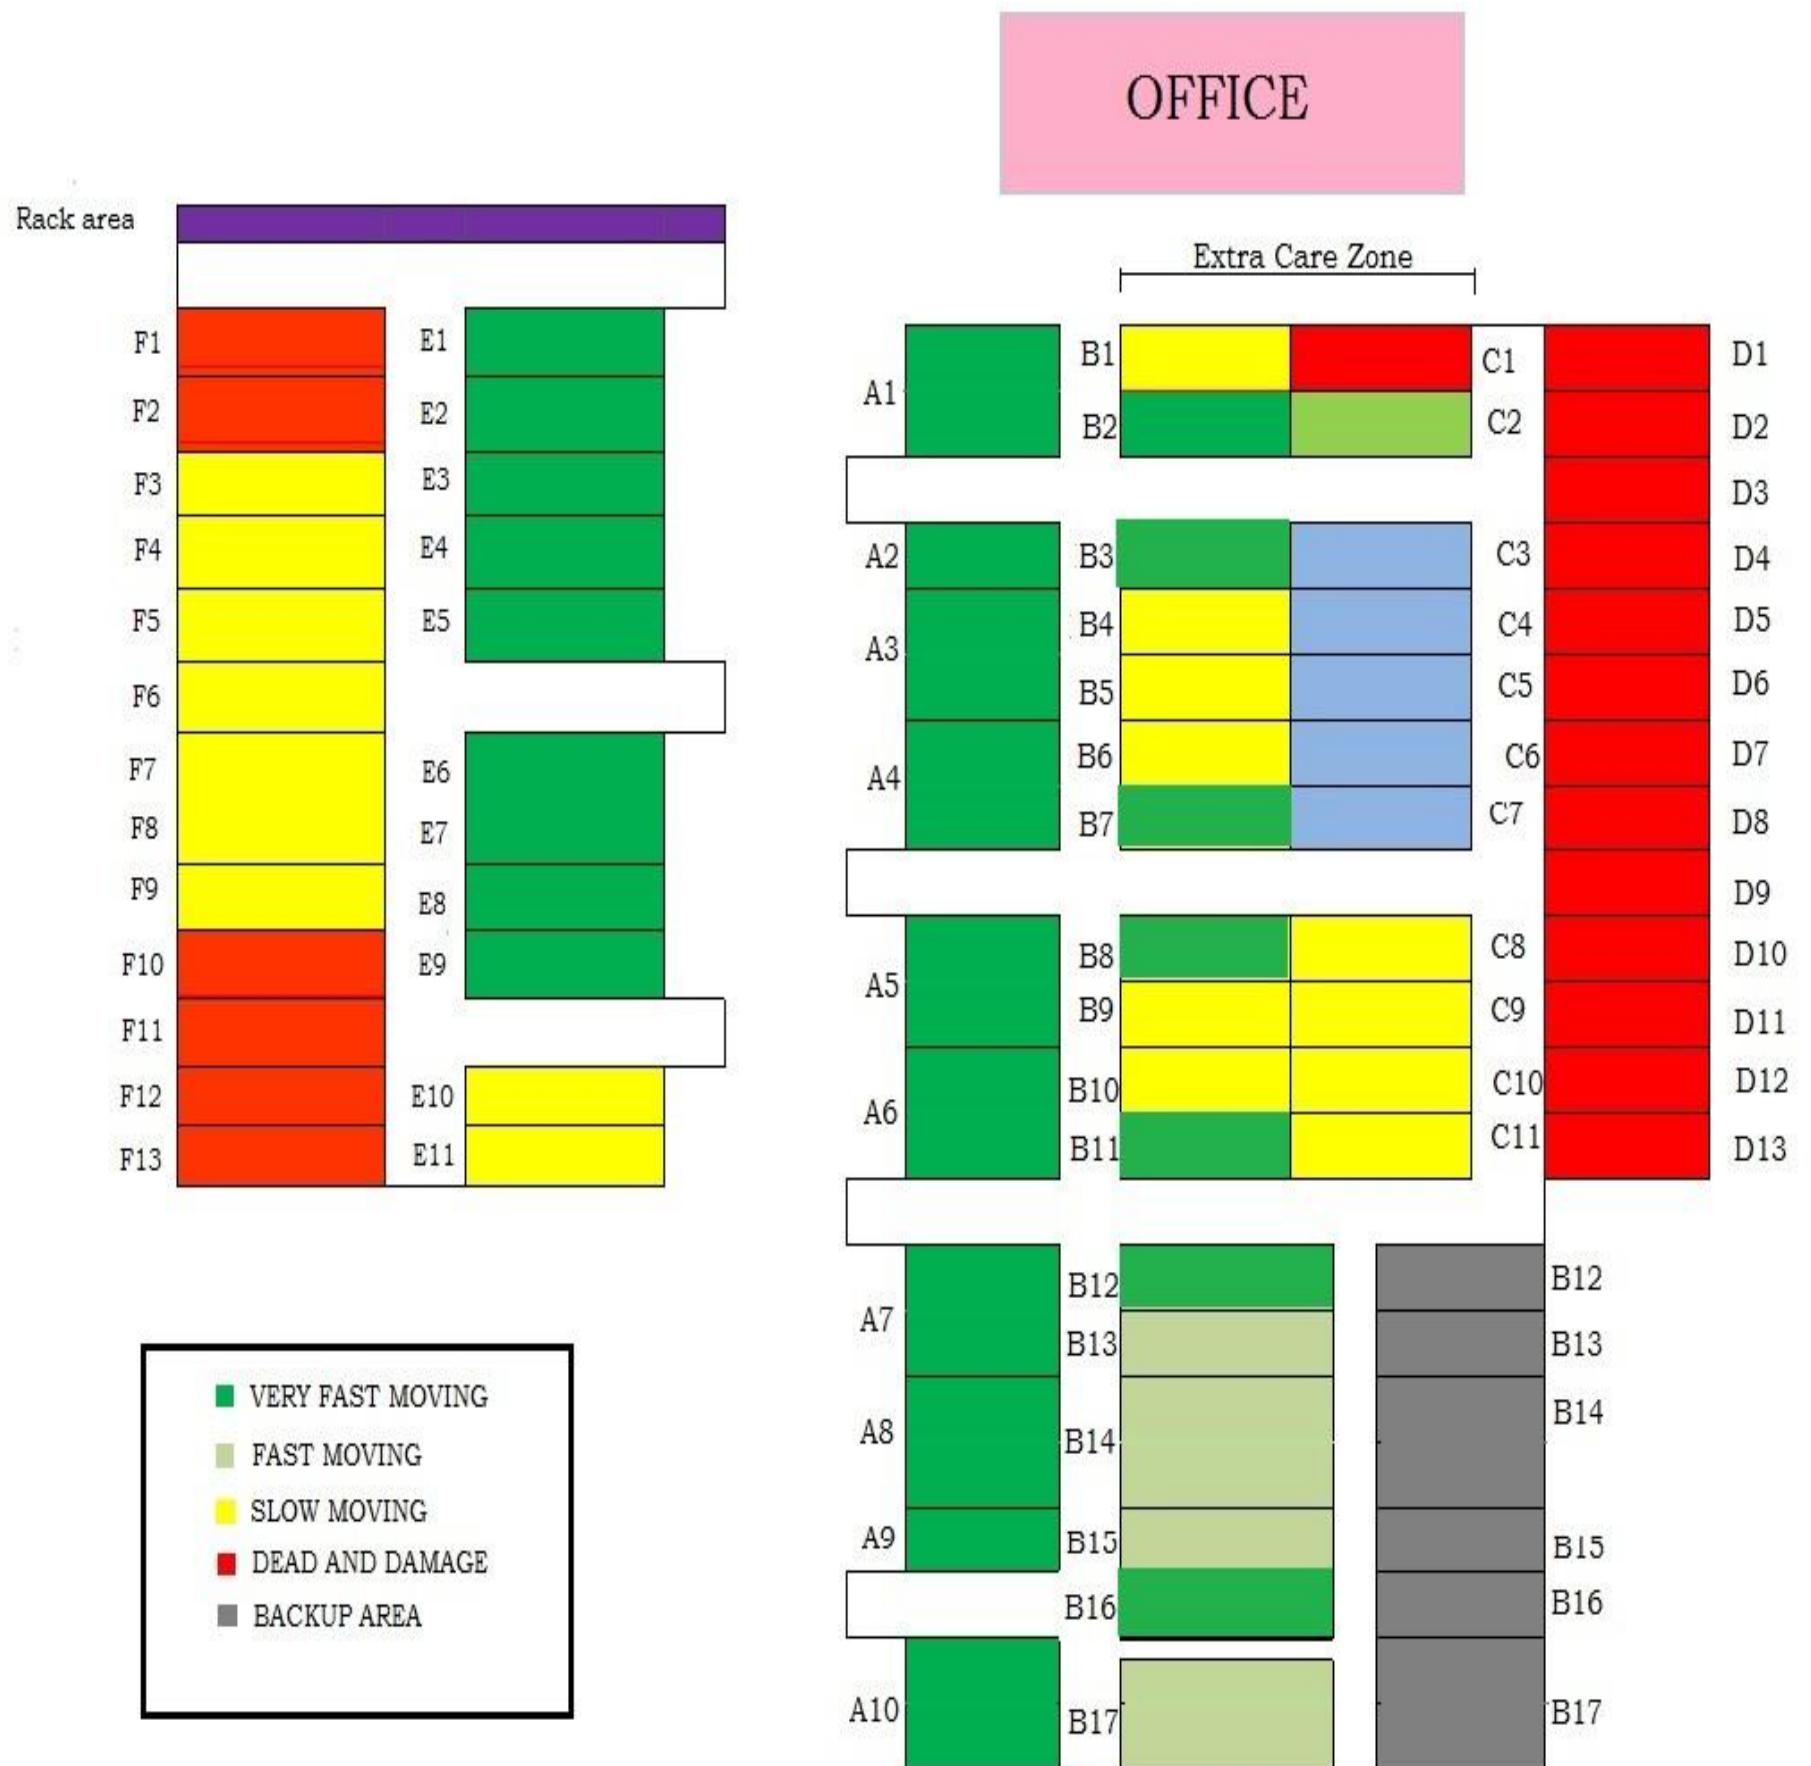 OFFICE
Rack area
Extra Care Zone
F1
F2
F3
F4
F5
F6
F7
F8
F9
F10
F11
F12
F13
E1
E2
E3
E4
E5
E6
E7
E8
E9
E10
E11
A1
A2
A3
A4
A5
A6
A7
A8
A9
A10
B1
B2
B3
B4
B5
B6
B7
B8
B9
B10
B11
B12
B13
B14
B15
B16
B17
C1
C2
C3
C4
C5
C6
C7
C8
C9
C10
C11
D1
D2
D3
D4
D5
D6
D7
D8
D9
D10
D11
D12
D13
B12
B13
B14
B15
B16
B17
VERY FAST MOVING
FAST MOVING
SLOW MOVING
DEAD AND DAMAGE
BACKUP AREA